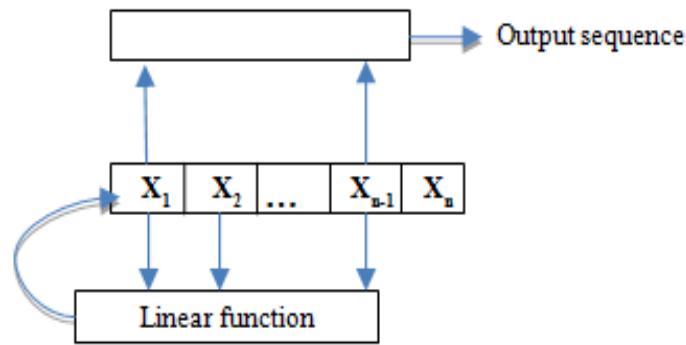 Output sequence
X₁ X₂ ... Xₙ₋₁ Xₙ
Linear function